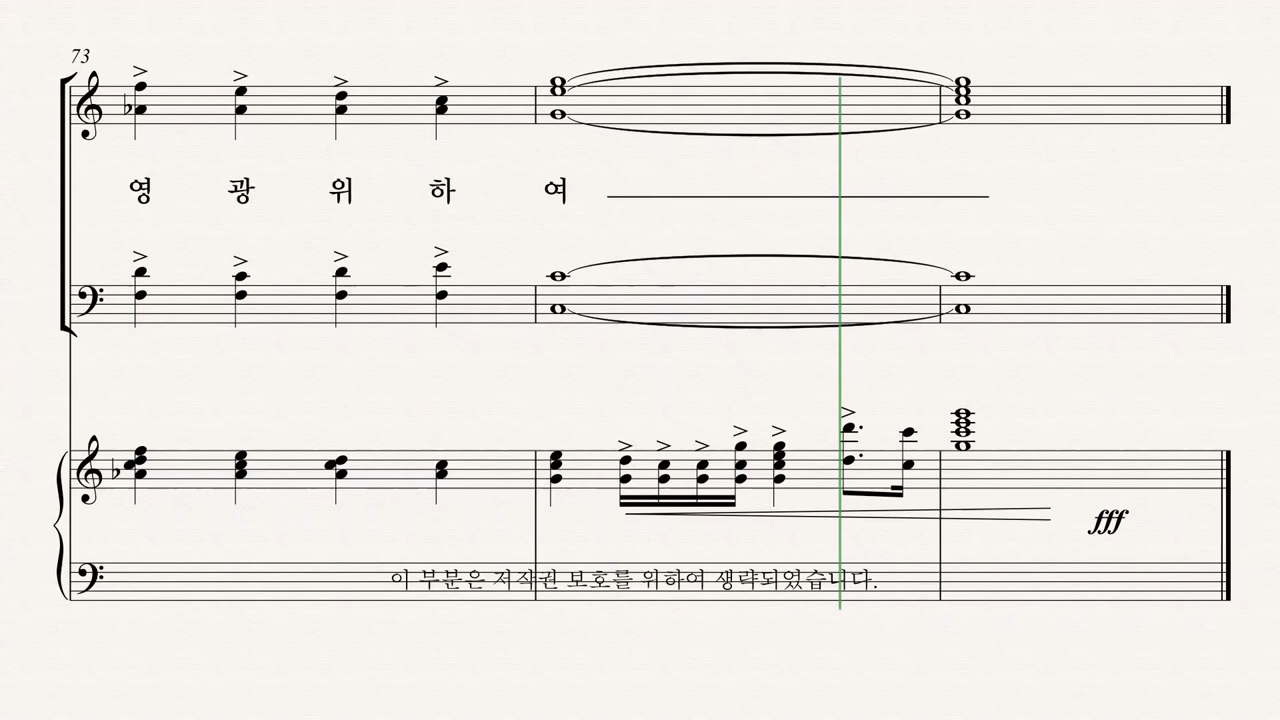 73
영 광 위 하 여
fff
이 부분은 저작권 보호를 위하여 생략되었습니다.